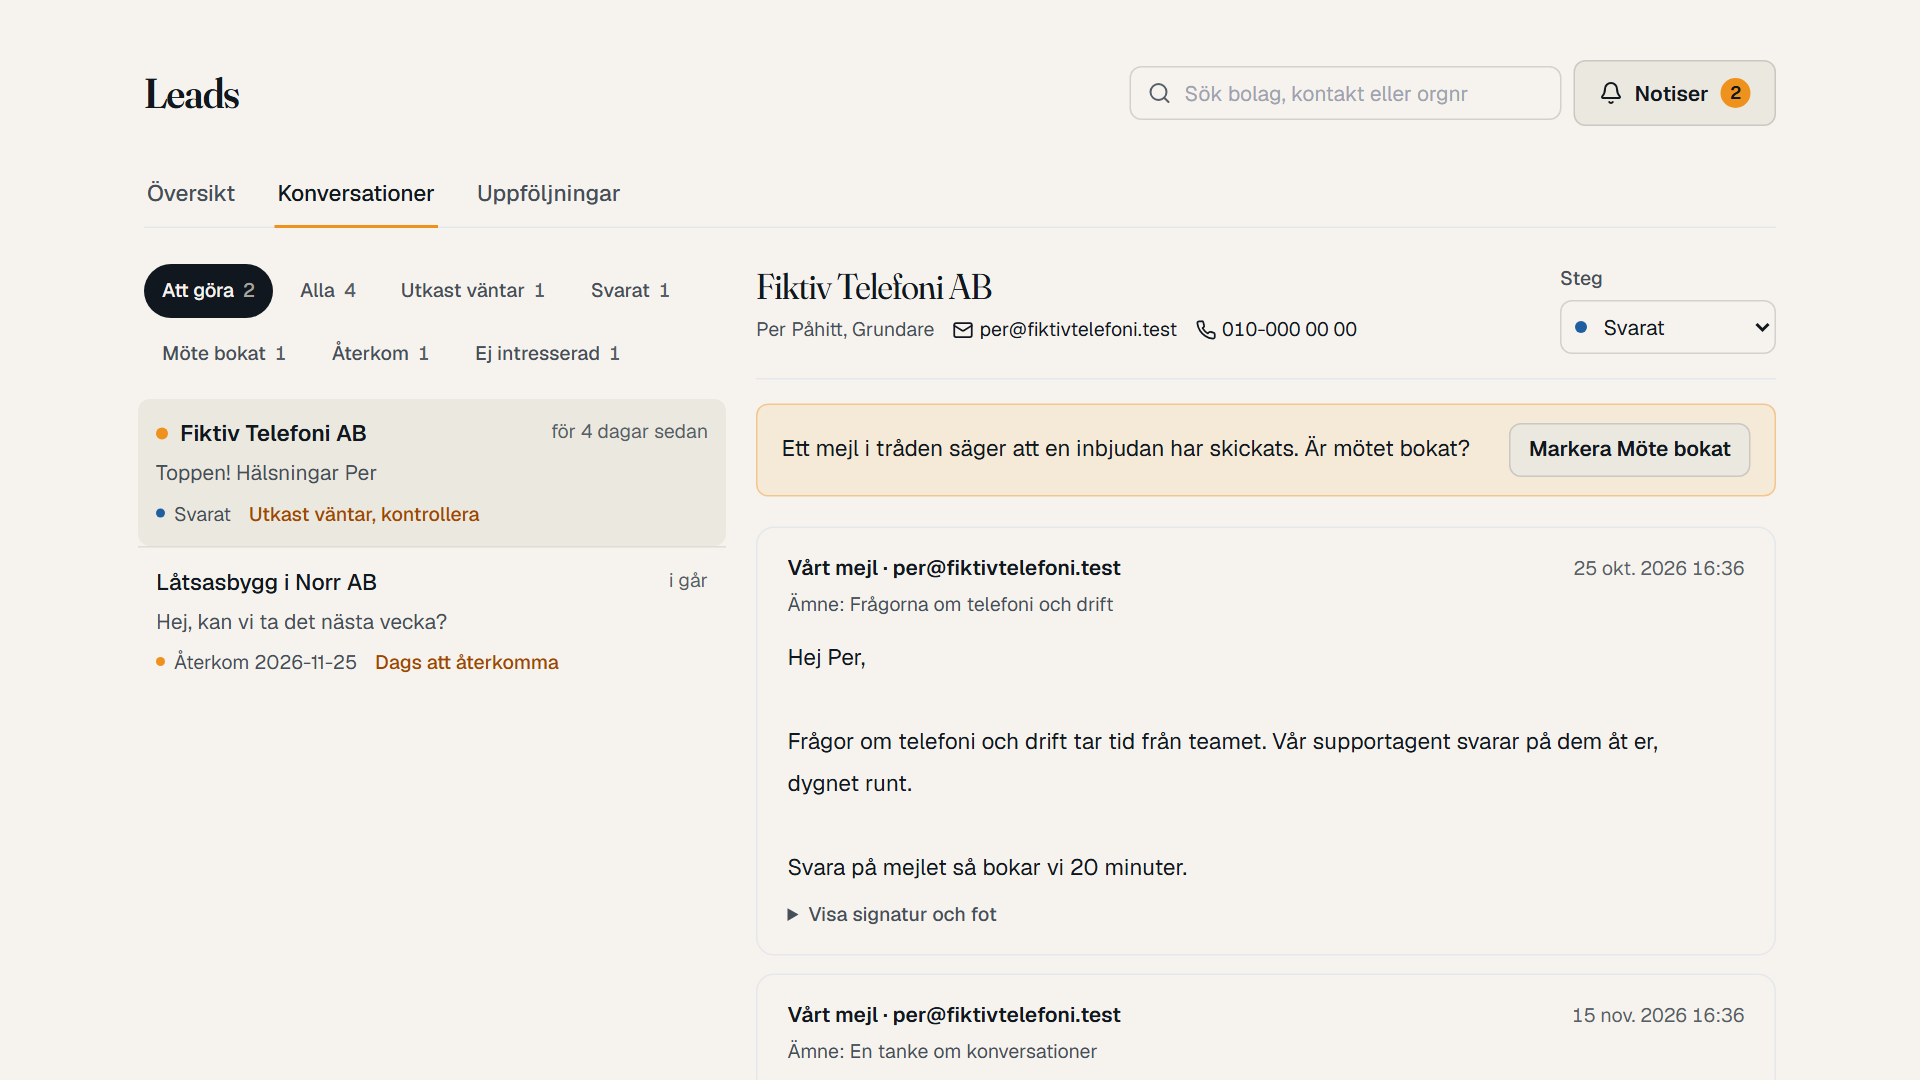 Leads
Sök bolag, kontakt eller orgnr
Notiser 2
Översikt
Konversationer
Uppföljningar
Att göra 2
Alla 4
Utkast väntar 1
Svarat 1
Möte bokat 1
Återkom 1
Ej intresserad 1
Fiktiv Telefoni AB
för 4 dagar sedan
Toppen! Hälsningar Per
Svarat
Utkast väntar, kontrollera
Låtsasbygg i Norr AB
i går
Hej, kan vi ta det nästa vecka?
Återkom 2026-11-25
Dags att återkomma
Fiktiv Telefoni AB
Per Påhitt, Grundare
per@fiktivtelefoni.test
010-000 00 00
Steg
Svarat
Ett mejl i tråden säger att en inbjudan har skickats. Är mötet bokat?
Markera Möte bokat
Vårt mejl · per@fiktivtelefoni.test
25 okt. 2026 16:36
Ämne: Frågorna om telefoni och drift
Hej Per,
Frågor om telefoni och drift tar tid från teamet. Vår supportagent svarar på dem åt er,
dygnet runt.
Svara på mejlet så bokar vi 20 minuter.
Visa signatur och fot
Vårt mejl · per@fiktivtelefoni.test
15 nov. 2026 16:36
Ämne: En tanke om konversationer